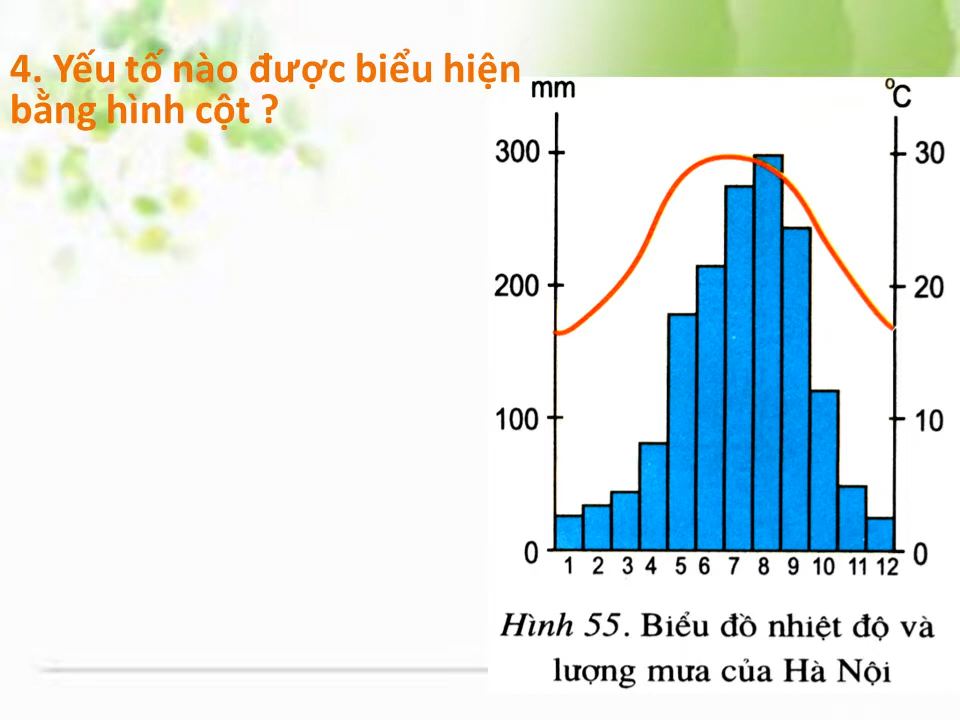 4. Yếu tố nào được biểu hiện
bằng hình cột ?
mm
⁰C
300
30
200
20
100
10
0
0
1 2 3 4 5 6 7 8 9 10 11 12
Hình 55. Biểu đồ nhiệt độ và
lượng mưa của Hà Nội